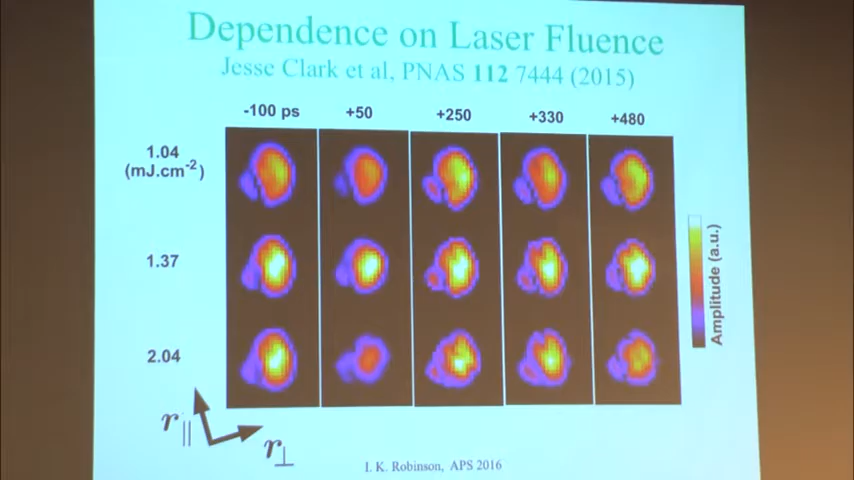 Dependence on Laser Fluence
Jesse Clark et al, PNAS 112 7444 (2015)
-100 ps +50 +250 +330 +480
1.04
(mJ.cm⁻²)
1.37
2.04
Amplitude (a.u.)
r∥
r⊥
I. K. Robinson, APS 2016